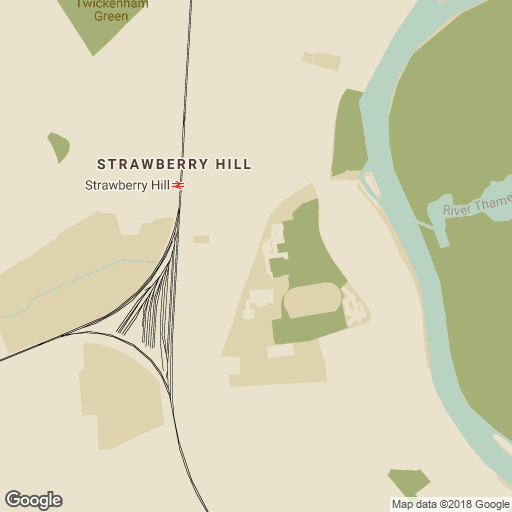 Twickenham
Green
STRAWBERRY HILL
Strawberry Hill
River Thame
Google
Map data ©2018 Google